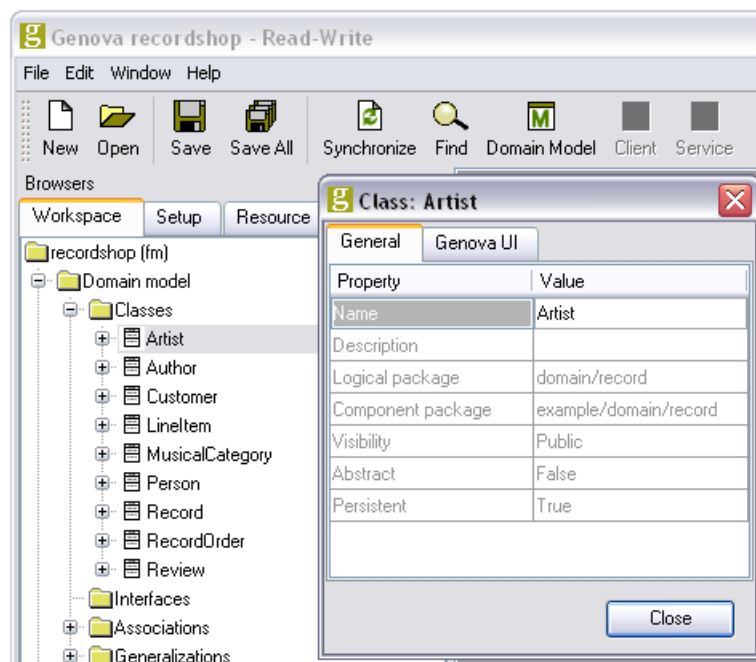 g Genova recordshop - Read-Write
File Edit Window Help
New Open Save Save All Synchronize Find M Domain Model Client Service
Browsers
Workspace Setup Resource
recordshop (fm)
Domain model
Classes
Artist
Author
Customer
LineItem
MusicalCategory
Person
Record
RecordOrder
Review
Interfaces
Associations
Generalizations
g Class: Artist
General Genova UI
Property Value
Name Artist
Description
Logical package domain/record
Component package example/domain/record
Visibility Public
Abstract False
Persistent True
Close